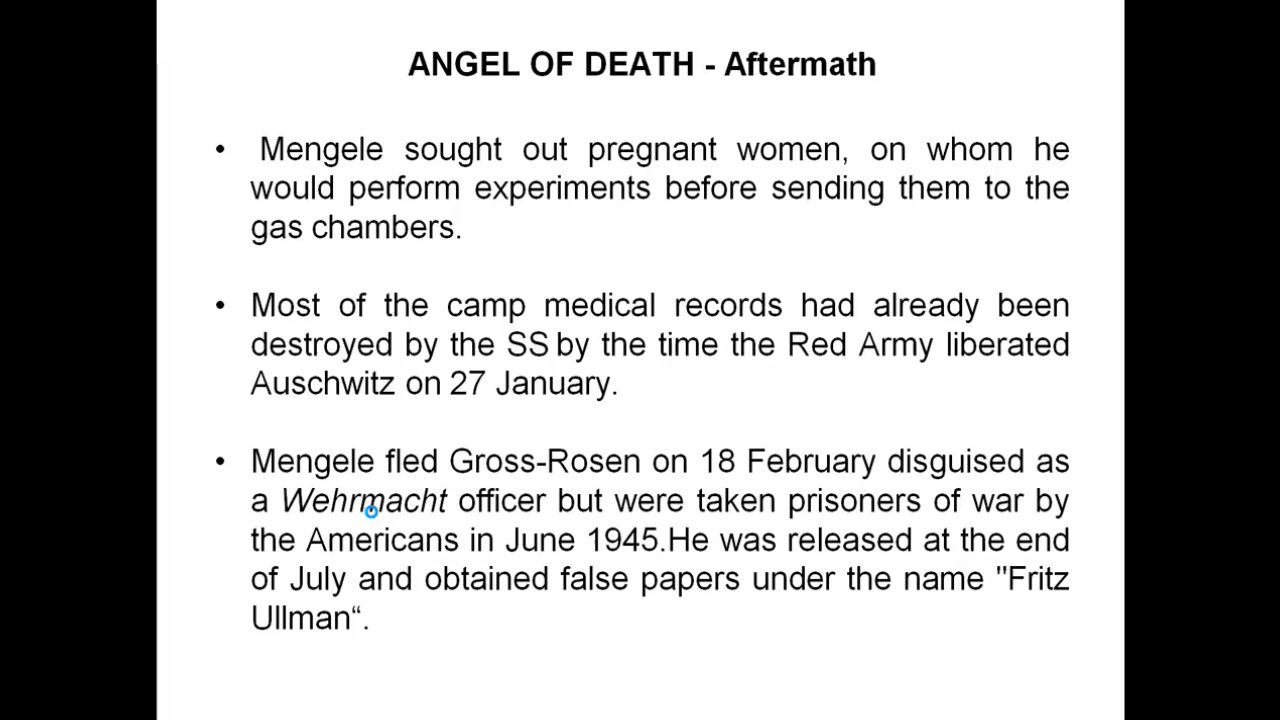 ANGEL OF DEATH - Aftermath
• Mengele sought out pregnant women, on whom he
would perform experiments before sending them to the
gas chambers.
• Most of the camp medical records had already been
destroyed by the SS by the time the Red Army liberated
Auschwitz on 27 January.
• Mengele fled Gross-Rosen on 18 February disguised as
a Wehrmacht officer but were taken prisoners of war by
the Americans in June 1945.He was released at the end
of July and obtained false papers under the name "Fritz
Ullman“.